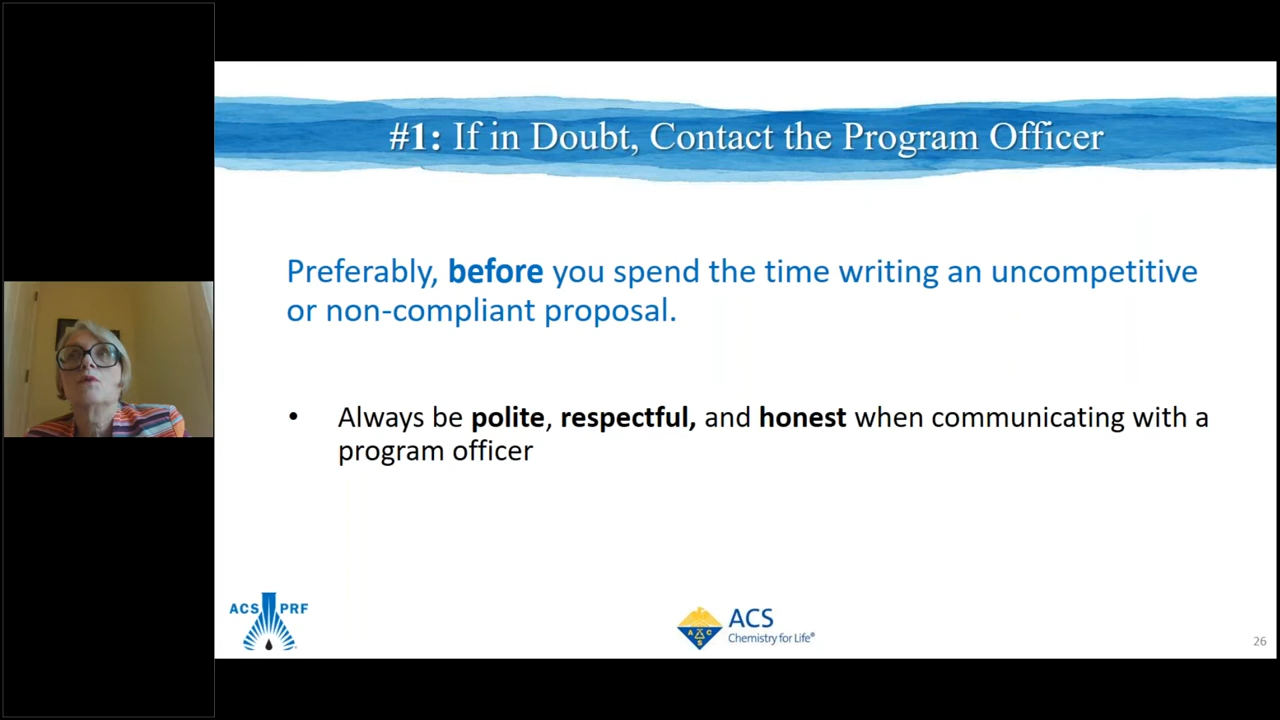 #1: If in Doubt, Contact the Program Officer
Preferably, before you spend the time writing an uncompetitive
or non-compliant proposal.
• Always be polite, respectful, and honest when communicating with a
program officer
ACS PRF
ACS
Chemistry for Life®
A C S
26